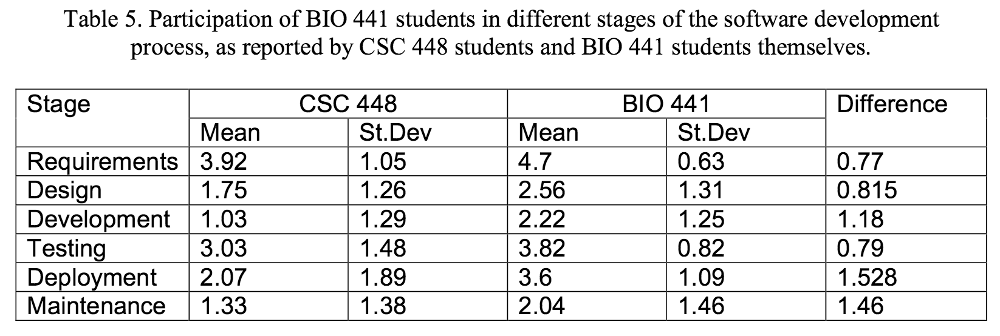 Table 5. Participation of BIO 441 students in different stages of the software development
process, as reported by CSC 448 students and BIO 441 students themselves.
Stage CSC 448 BIO 441 Difference
Mean St.Dev Mean St.Dev
Requirements 3.92 1.05 4.7 0.63 0.77
Design 1.75 1.26 2.56 1.31 0.815
Development 1.03 1.29 2.22 1.25 1.18
Testing 3.03 1.48 3.82 0.82 0.79
Deployment 2.07 1.89 3.6 1.09 1.528
Maintenance 1.33 1.38 2.04 1.46 1.46